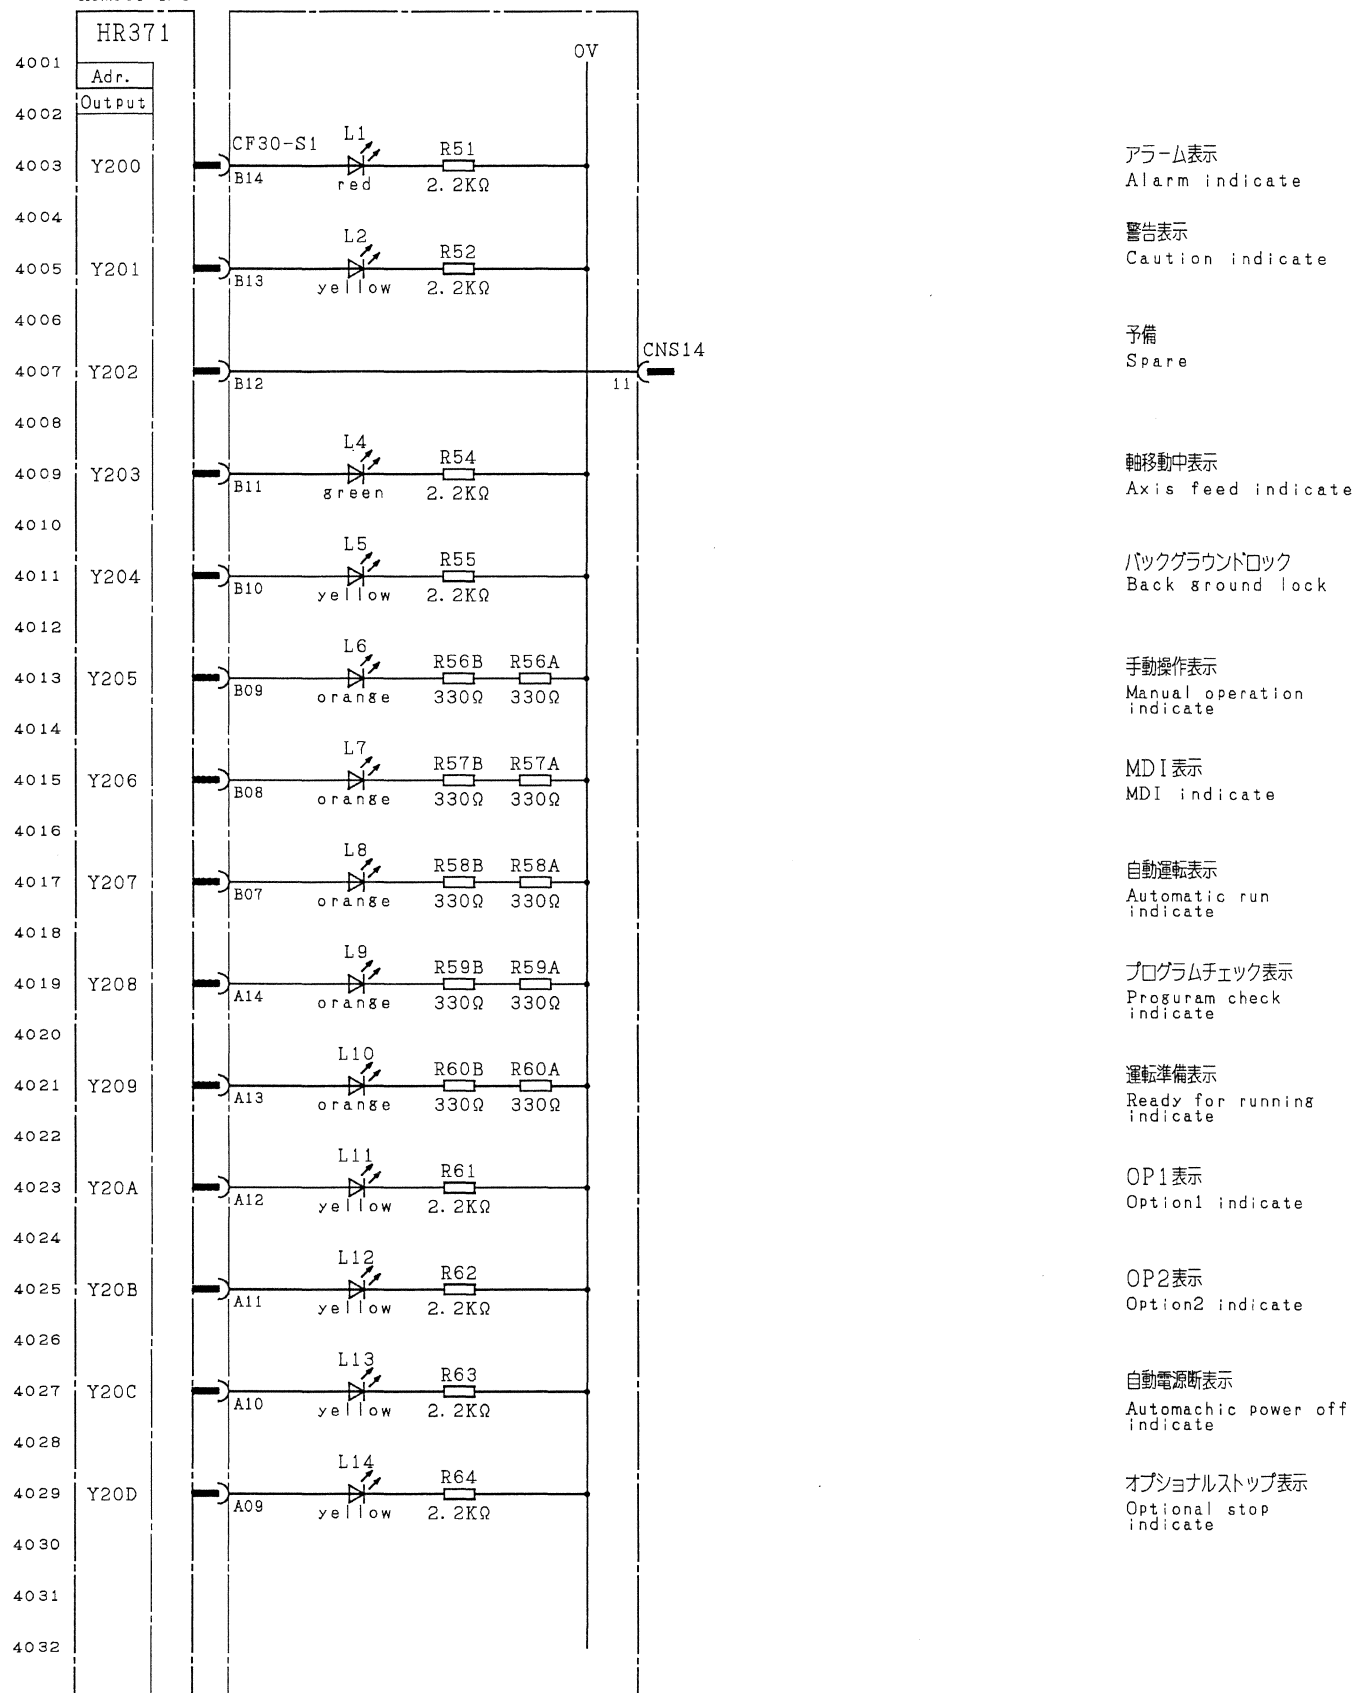 HR371
0V
4001
Adr.
Output
4002
CF30-S1
L1
R51
4003 Y200
B14
red
2.2KΩ
アラーム表示
Alarm indicate
4004
L2
R52
4005 Y201
B13
yellow
2.2KΩ
警告表示
Caution indicate
4006
CNS14
4007 Y202
B12
11
予備
Spare
4008
L4
R54
4009 Y203
B11
green
2.2KΩ
軸移動中表示
Axis feed indicate
4010
L5
R55
4011 Y204
B10
yellow
2.2KΩ
バックグラウンドロック
Back ground lock
4012
L6
R56B R56A
4013 Y205
B09
orange
330Ω 330Ω
手動操作表示
Manual operation
indicate
4014
L7
R57B R57A
4015 Y206
B08
orange
330Ω 330Ω
MDI表示
MDI indicate
4016
L8
R58B R58A
4017 Y207
B07
orange
330Ω 330Ω
自動運転表示
Automatic run
indicate
4018
L9
R59B R59A
4019 Y208
A14
orange
330Ω 330Ω
プログラムチェック表示
Proguram check
indicate
4020
L10
R60B R60A
4021 Y209
A13
orange
330Ω 330Ω
運転準備表示
Ready for running
indicate
4022
L11
R61
4023 Y20A
A12
yellow
2.2KΩ
OP1表示
Option1 indicate
4024
L12
R62
4025 Y20B
A11
yellow
2.2KΩ
OP2表示
Option2 indicate
4026
L13
R63
4027 Y20C
A10
yellow
2.2KΩ
自動電源断表示
Automachic power off
indicate
4028
L14
R64
4029 Y20D
A09
yellow
2.2KΩ
オプショナルストップ表示
Optional stop
indicate
4030
4031
4032